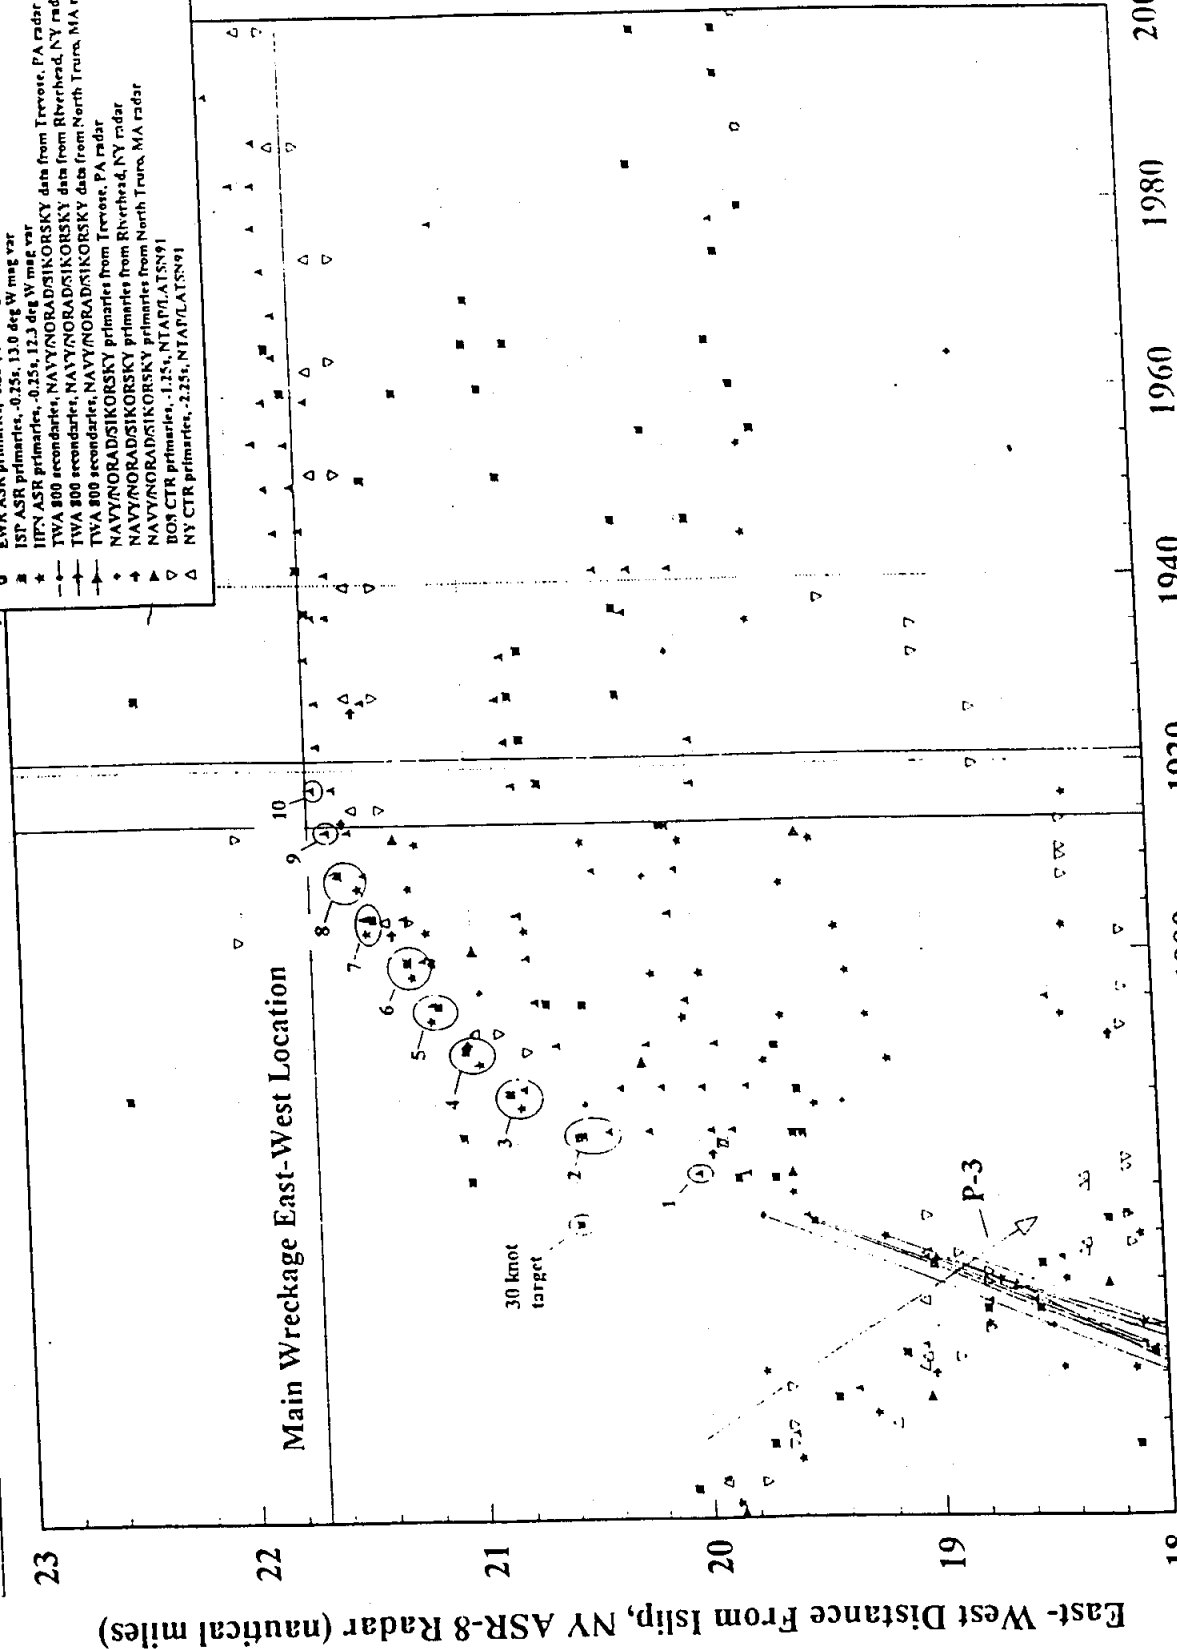 EWR ASR primaries,
ISP ASR primaries, -0.25s, 13.0 deg W mag var
HPN ASR primaries, -0.25s, 12.3 deg W mag var
TWA 800 secondaries, NAVY/NORAD/SIKORSKY data from Trevose, PA radar
TWA 800 secondaries, NAVY/NORAD/SIKORSKY data from Riverhead, NY rad
TWA 800 secondaries, NAVY/NORAD/SIKORSKY data from North Truro, MA r
NAVY/NORAD/SIKORSKY primaries from Trevose, PA radar
NAVY/NORAD/SIKORSKY primaries from Riverhead, NY radar
NAVY/NORAD/SIKORSKY primaries from North Truro, MA radar
BOS CTR primaries, -1.25s, NTAP/LATSN91
NY CTR primaries, -2.25s, NTAP/LATSN91
Main Wreckage East-West Location
10
9
8
7
6
5
4
3
2
1
30 knot
target
P-3
23
22
21
20
19
18
East- West Distance From Islip, NY ASR-8 Radar (nautical miles)
1920
1940
1960
1980
200